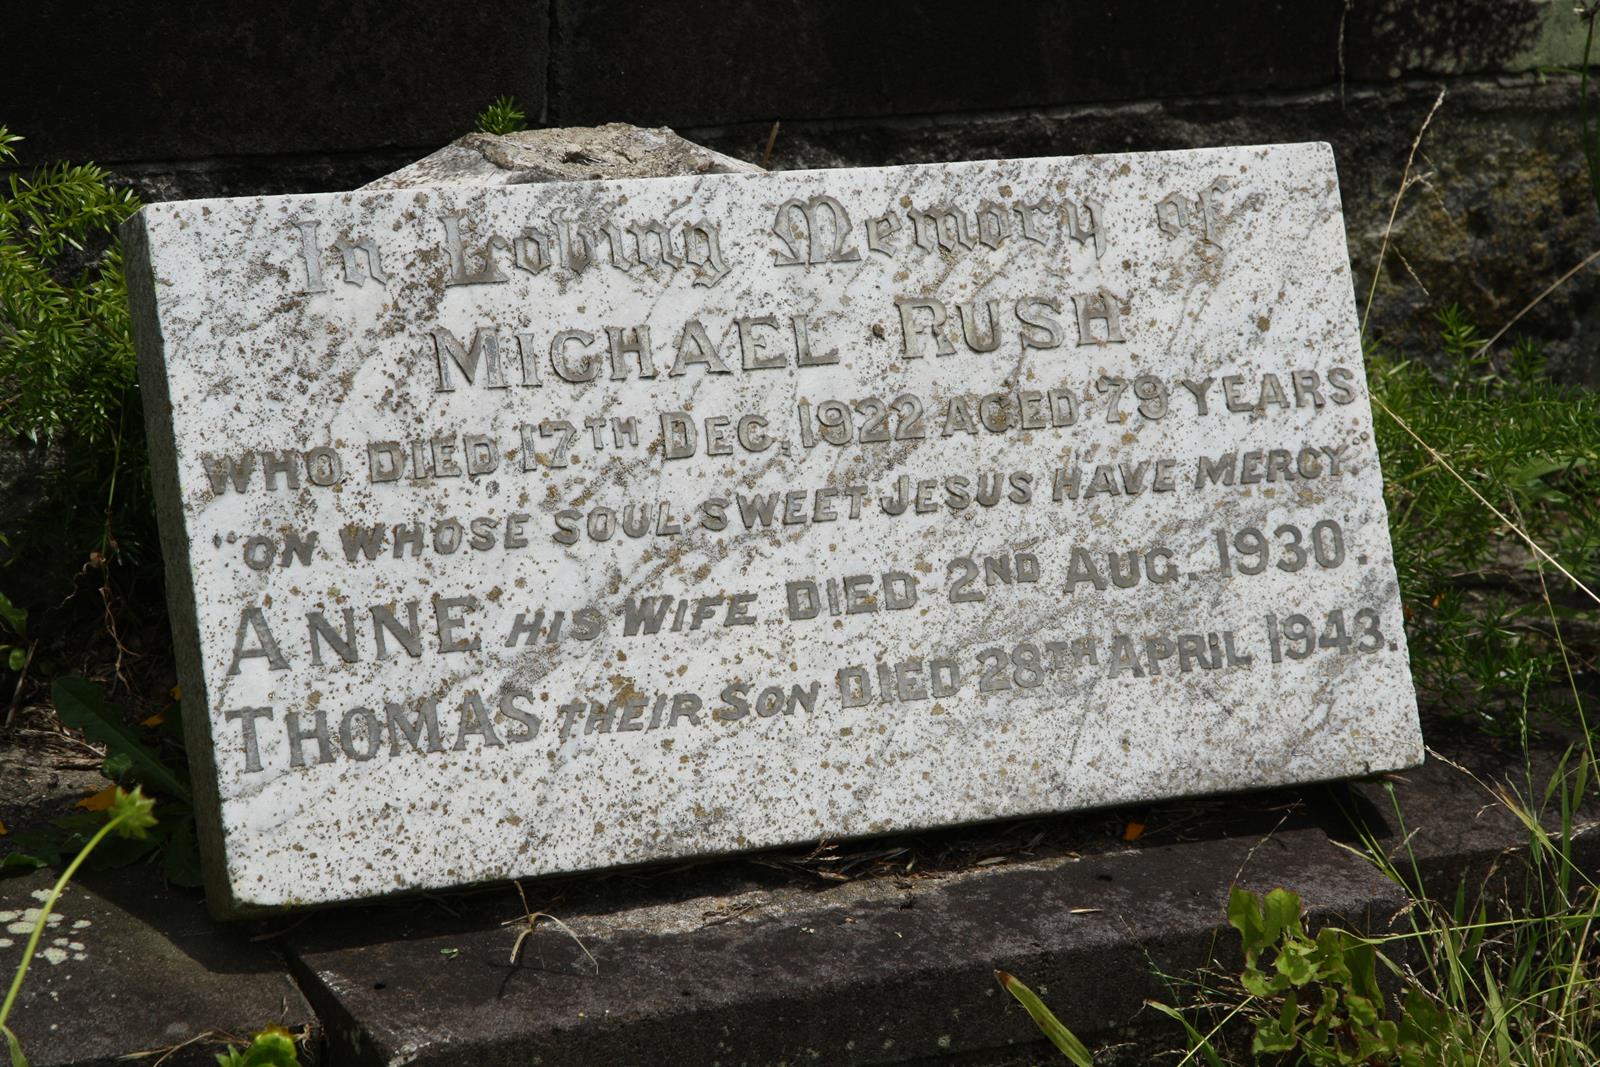 In Loving Memory of
MICHAEL RUSH
WHO DIED 17TH DEC. 1922 AGED 79 YEARS
"ON WHOSE SOUL SWEET JESUS HAVE MERCY"
ANNE HIS WIFE DIED 2ND AUG. 1930.
THOMAS THEIR SON DIED 28TH APRIL 1943.